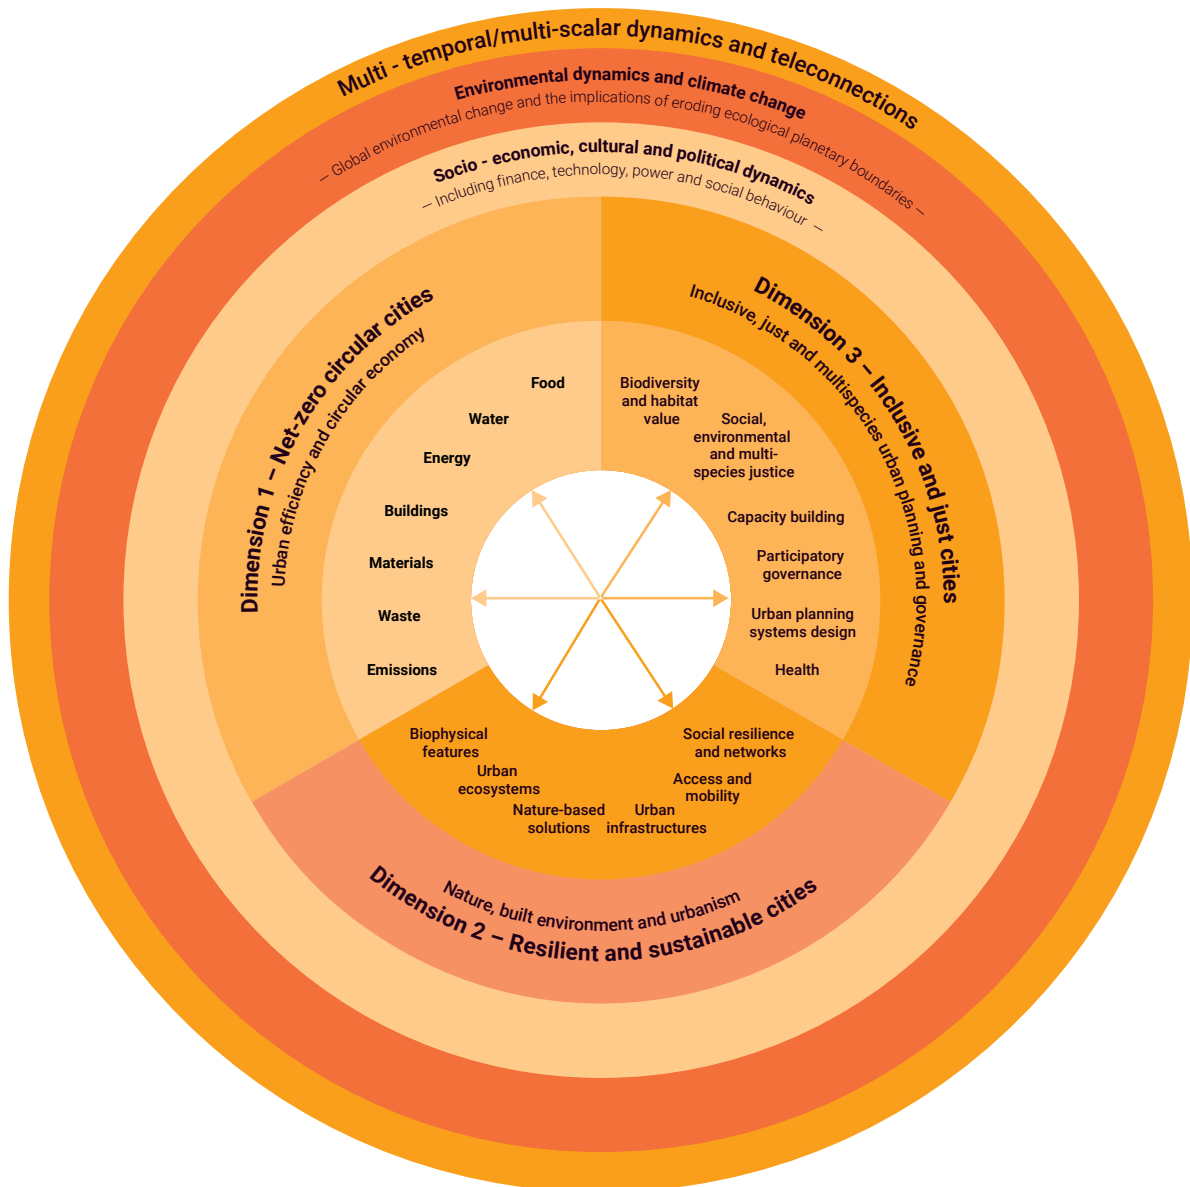 Multi - temporal/multi-scalar dynamics and teleconnections
Environmental dynamics and climate change
— Global environmental change and the implications of eroding ecological planetary boundaries —
Socio - economic, cultural and political dynamics
— Including finance, technology, power and social behaviour —
Dimension 1 – Net-zero circular cities
Urban efficiency and circular economy
Food
Water
Energy
Buildings
Materials
Waste
Emissions
Dimension 3 – Inclusive and just cities
Inclusive, just and multispecies urban planning and governance
Biodiversity
and habitat
value
Social,
environmental
and multi-
species justice
Capacity building
Participatory
governance
Urban planning
systems design
Health
Biophysical
features
Urban
ecosystems
Nature-based
solutions
Urban
infrastructures
Access and
mobility
Social resilience
and networks
Nature, built environment and urbanism
Dimension 2 – Resilient and sustainable cities